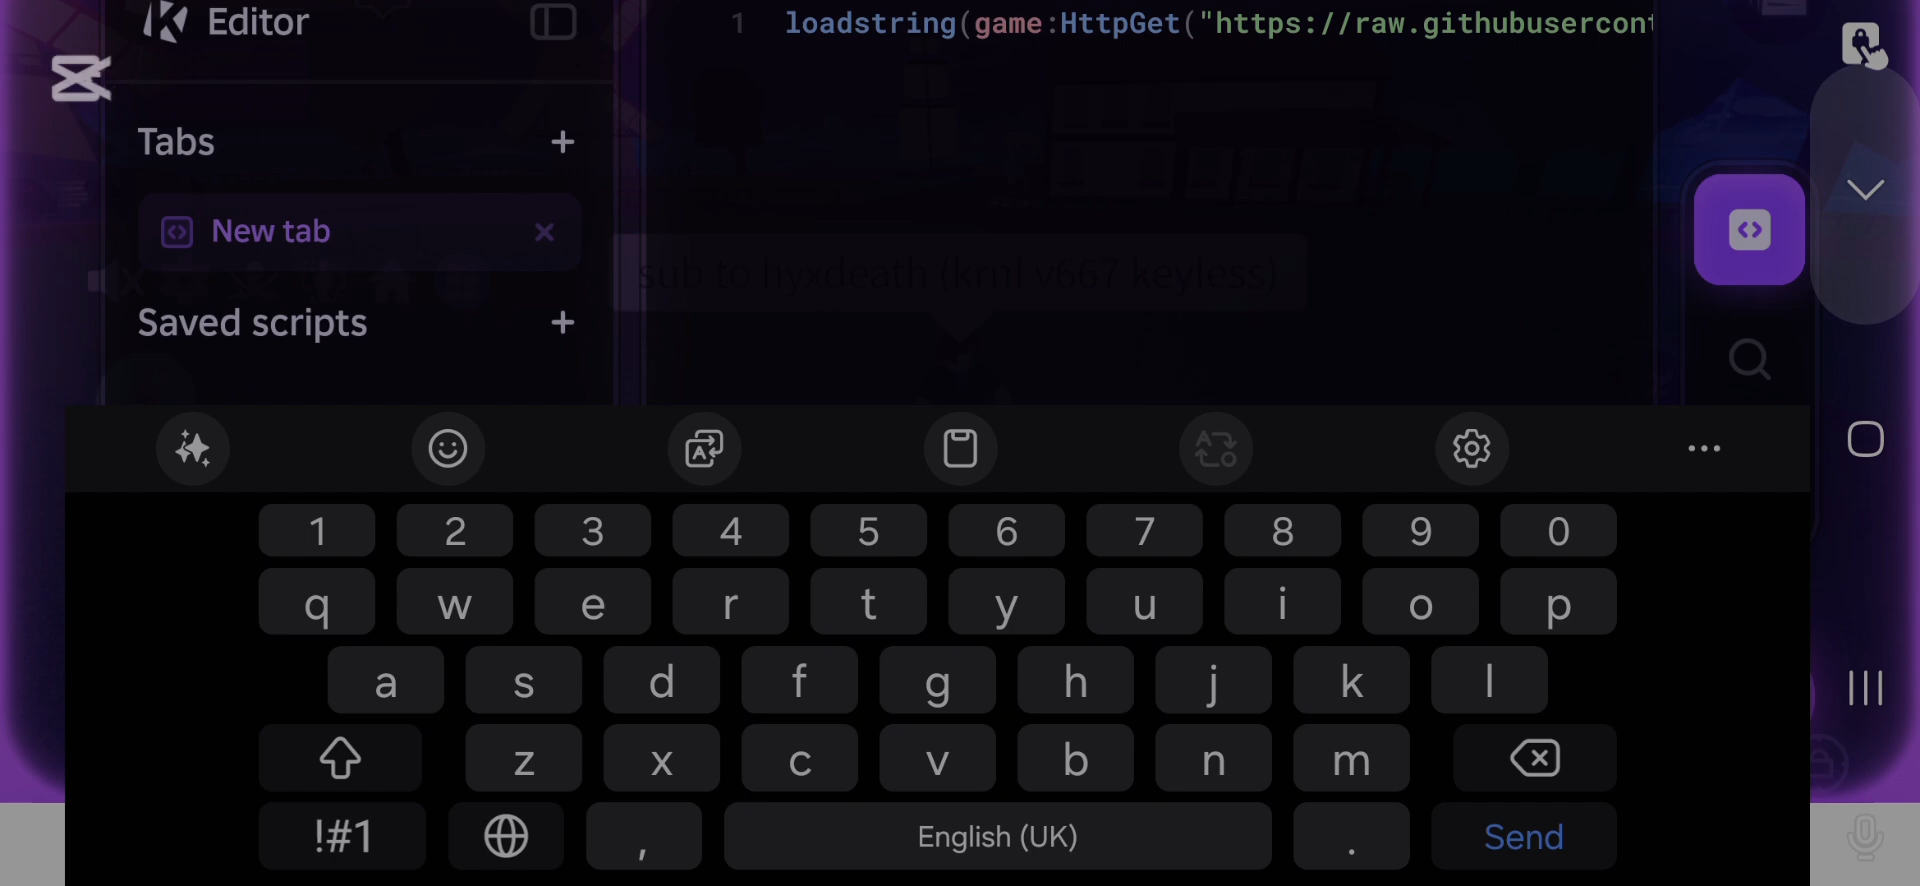 Editor
1 loadstring(game:HttpGet("https://raw.githubusercont
Tabs +
New tab ×
sub to hyxdeath (krnl v667 keyless)
Saved scripts +
1 2 3 4 5 6 7 8 9 0
q w e r t y u i o p
a s d f g h j k l
z x c v b n m
!#1 , English (UK) . Send